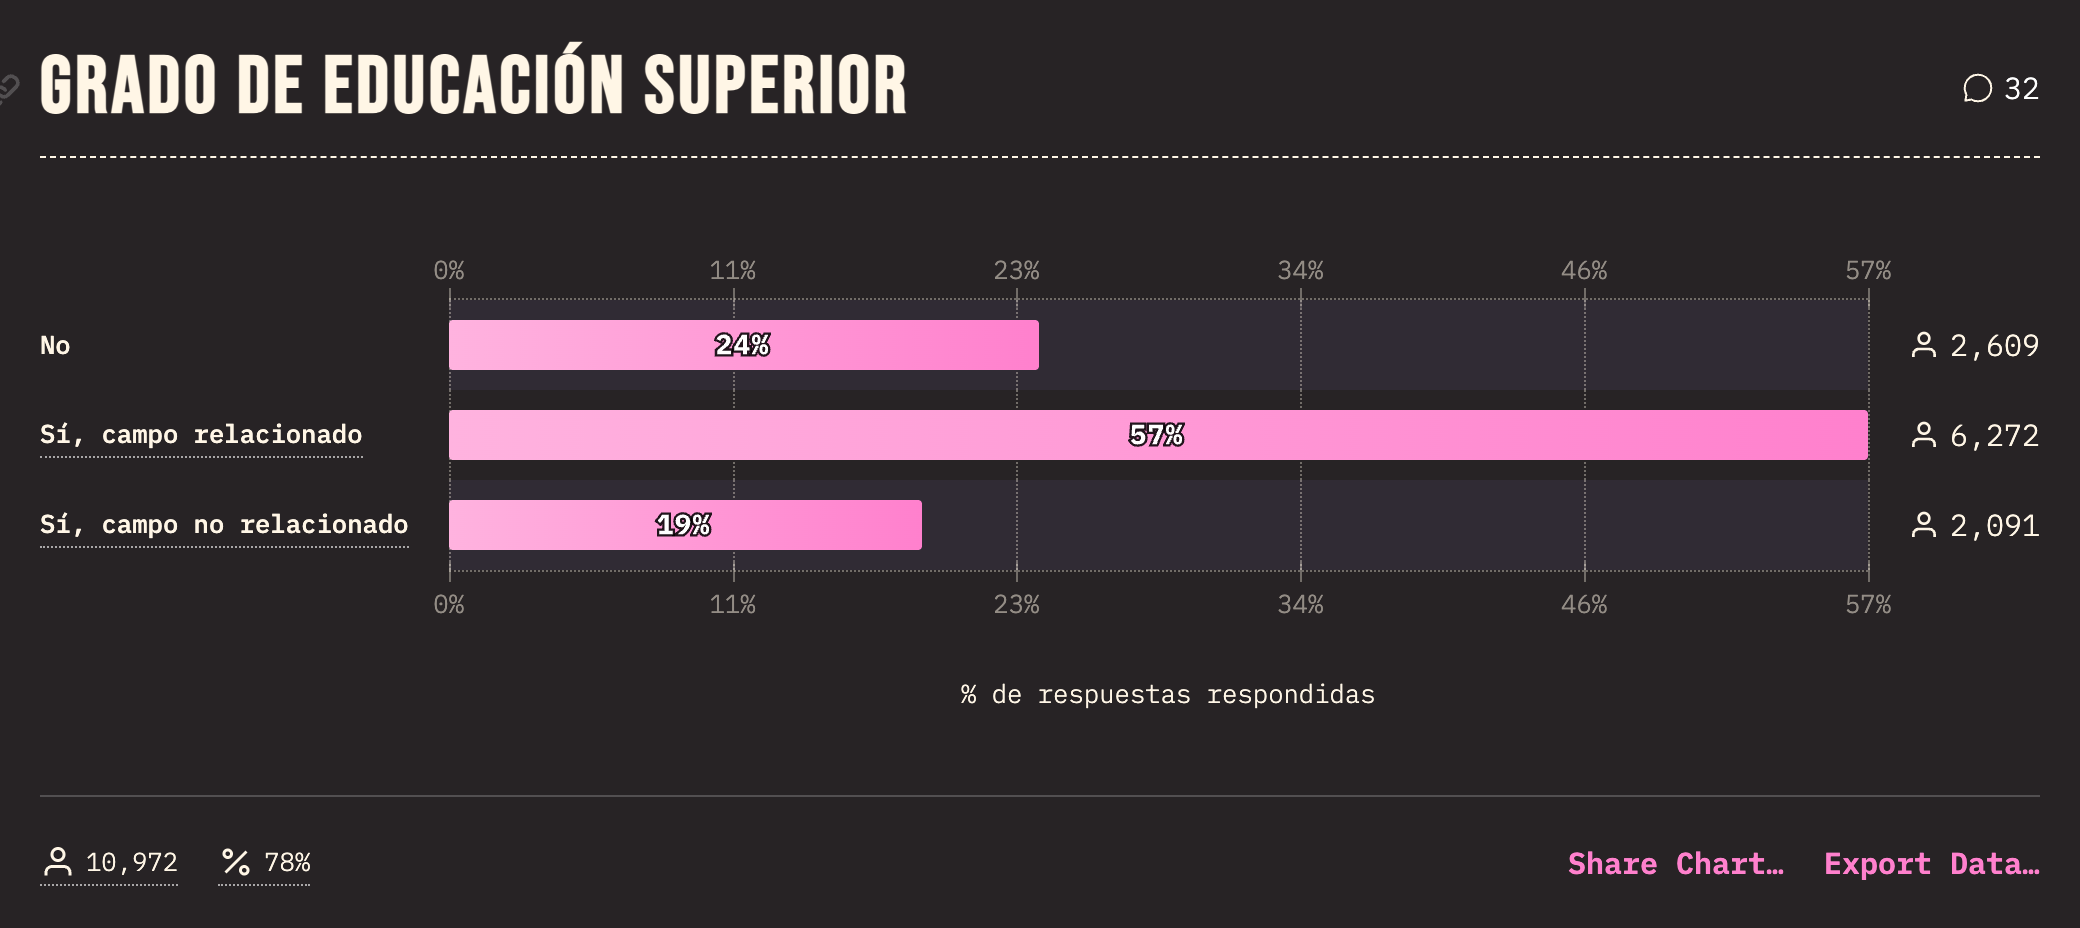 GRADO DE EDUCACIÓN SUPERIOR
32
0% 11% 23% 34% 46% 57%
No 24% 2,609
Sí, campo relacionado 57% 6,272
Sí, campo no relacionado 19% 2,091
0% 11% 23% 34% 46% 57%
% de respuestas respondidas
10,972 % 78% Share Chart… Export Data…